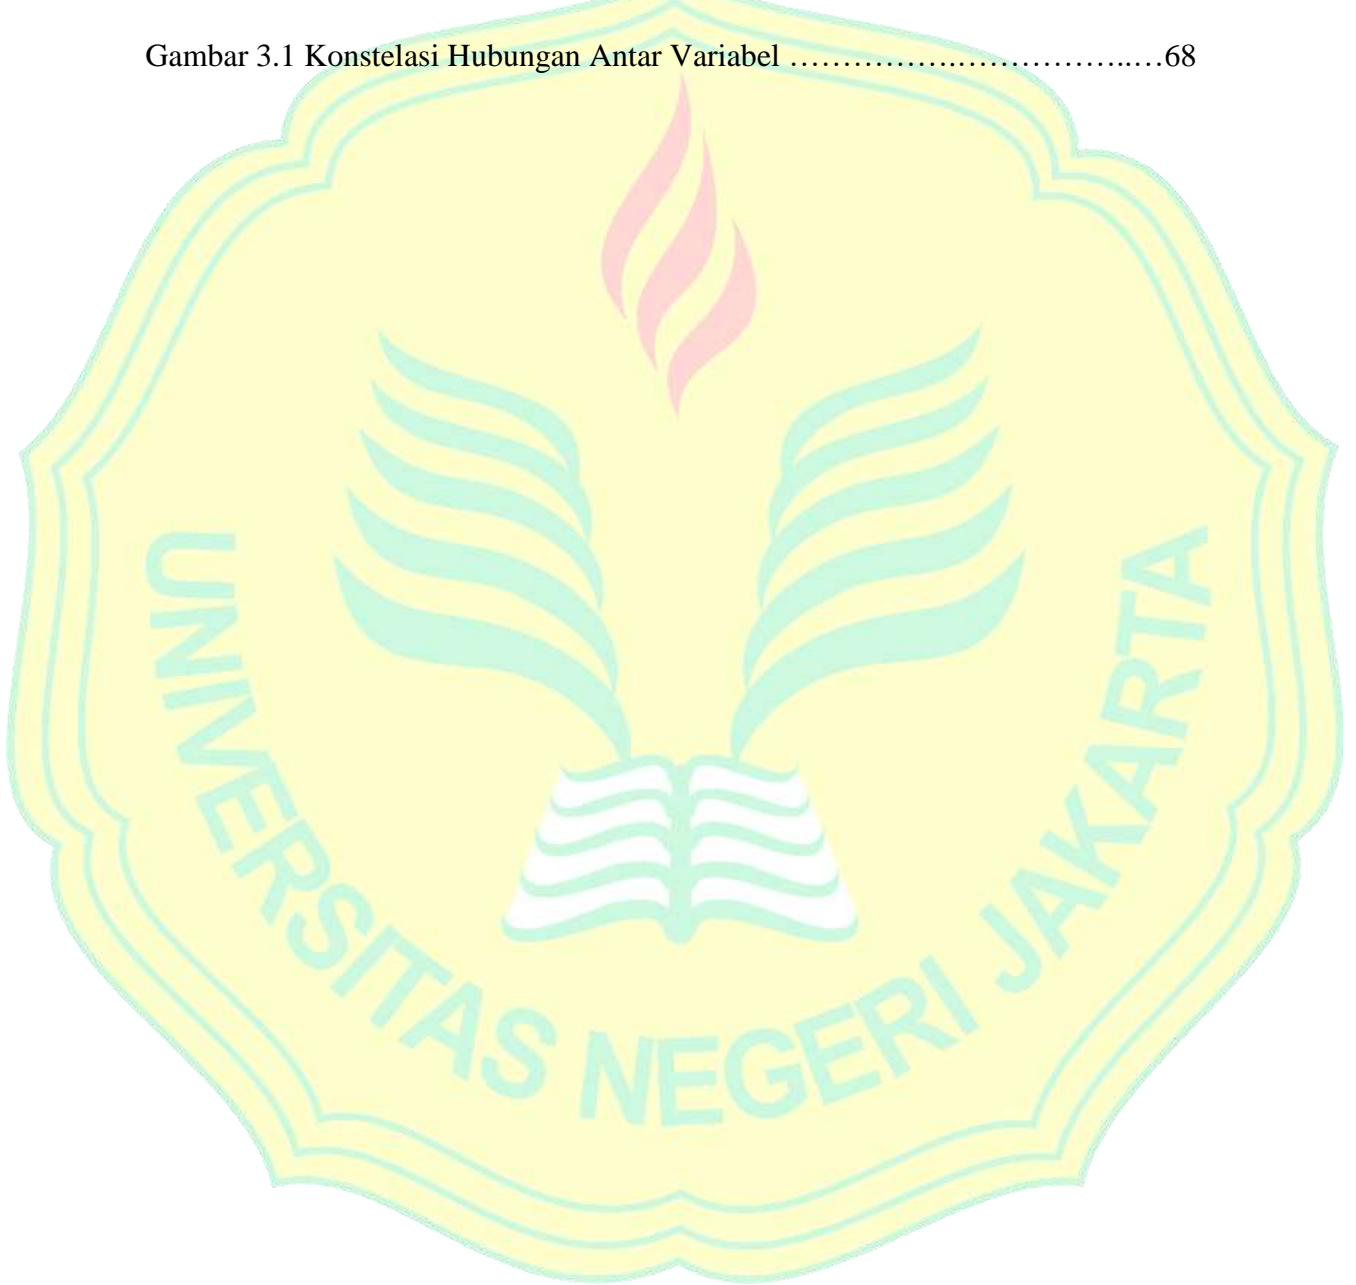 Gambar 3.1 Konstelasi Hubungan Antar Variabel …………….……………..…68
UNIVERSITAS NEGERI JAKARTA